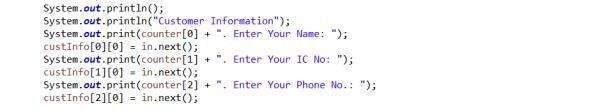 System.out.println();
System.out.println("Customer Information");
System.out.print(counter[0] + ". Enter Your Name: ");
custInfo[0][0] = in.next();
System.out.print(counter[1] + ". Enter Your IC No: ");
custInfo[1][0] = in.next();
System.out.print(counter[2] + ". Enter Your Phone No.: ");
custInfo[2][0] = in.next();